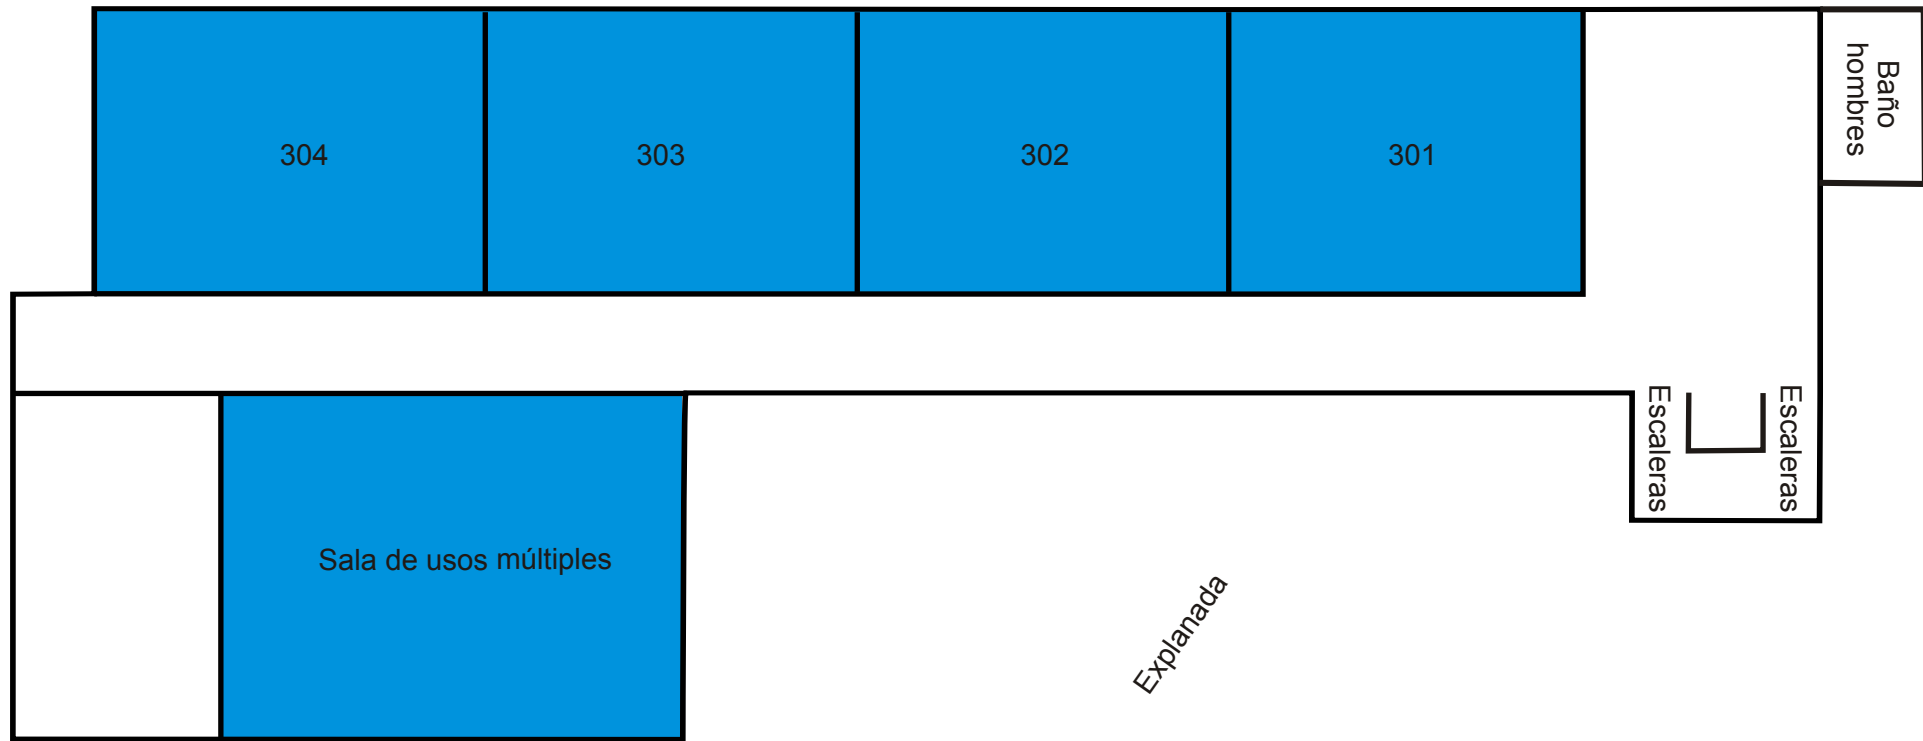 304
303
302
301
Baño
hombres
Escaleras
Escaleras
Sala de usos múltiples
Explanada